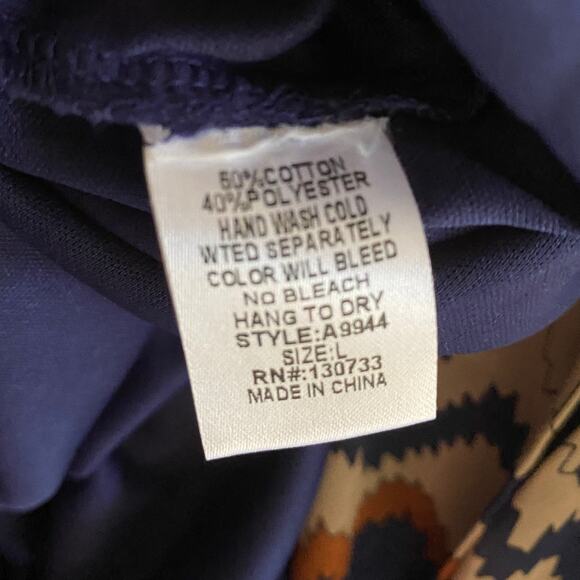 60%COTTON
40%POLYESTER
HAND WASH COLD
WTED SEPARATELY
COLOR WILL BLEED
NO BLEACH
HANG TO DRY
STYLE:A9944
SIZE:L
RN#:130733
MADE IN CHINA